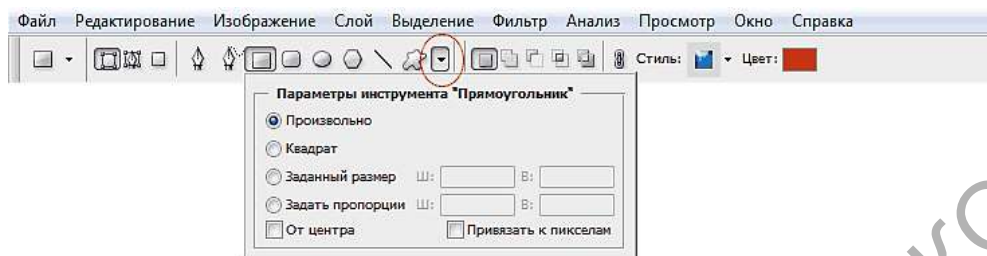 Файл Редактирование Изображение Слой Выделение Фильтр Анализ Просмотр Окно Справка
Стиль: Цвет:
Параметры инструмента "Прямоугольник"
Произвольно
Квадрат
Заданный размер Ш: В:
Задать пропорции Ш: В:
От центра Привязать к пикселам